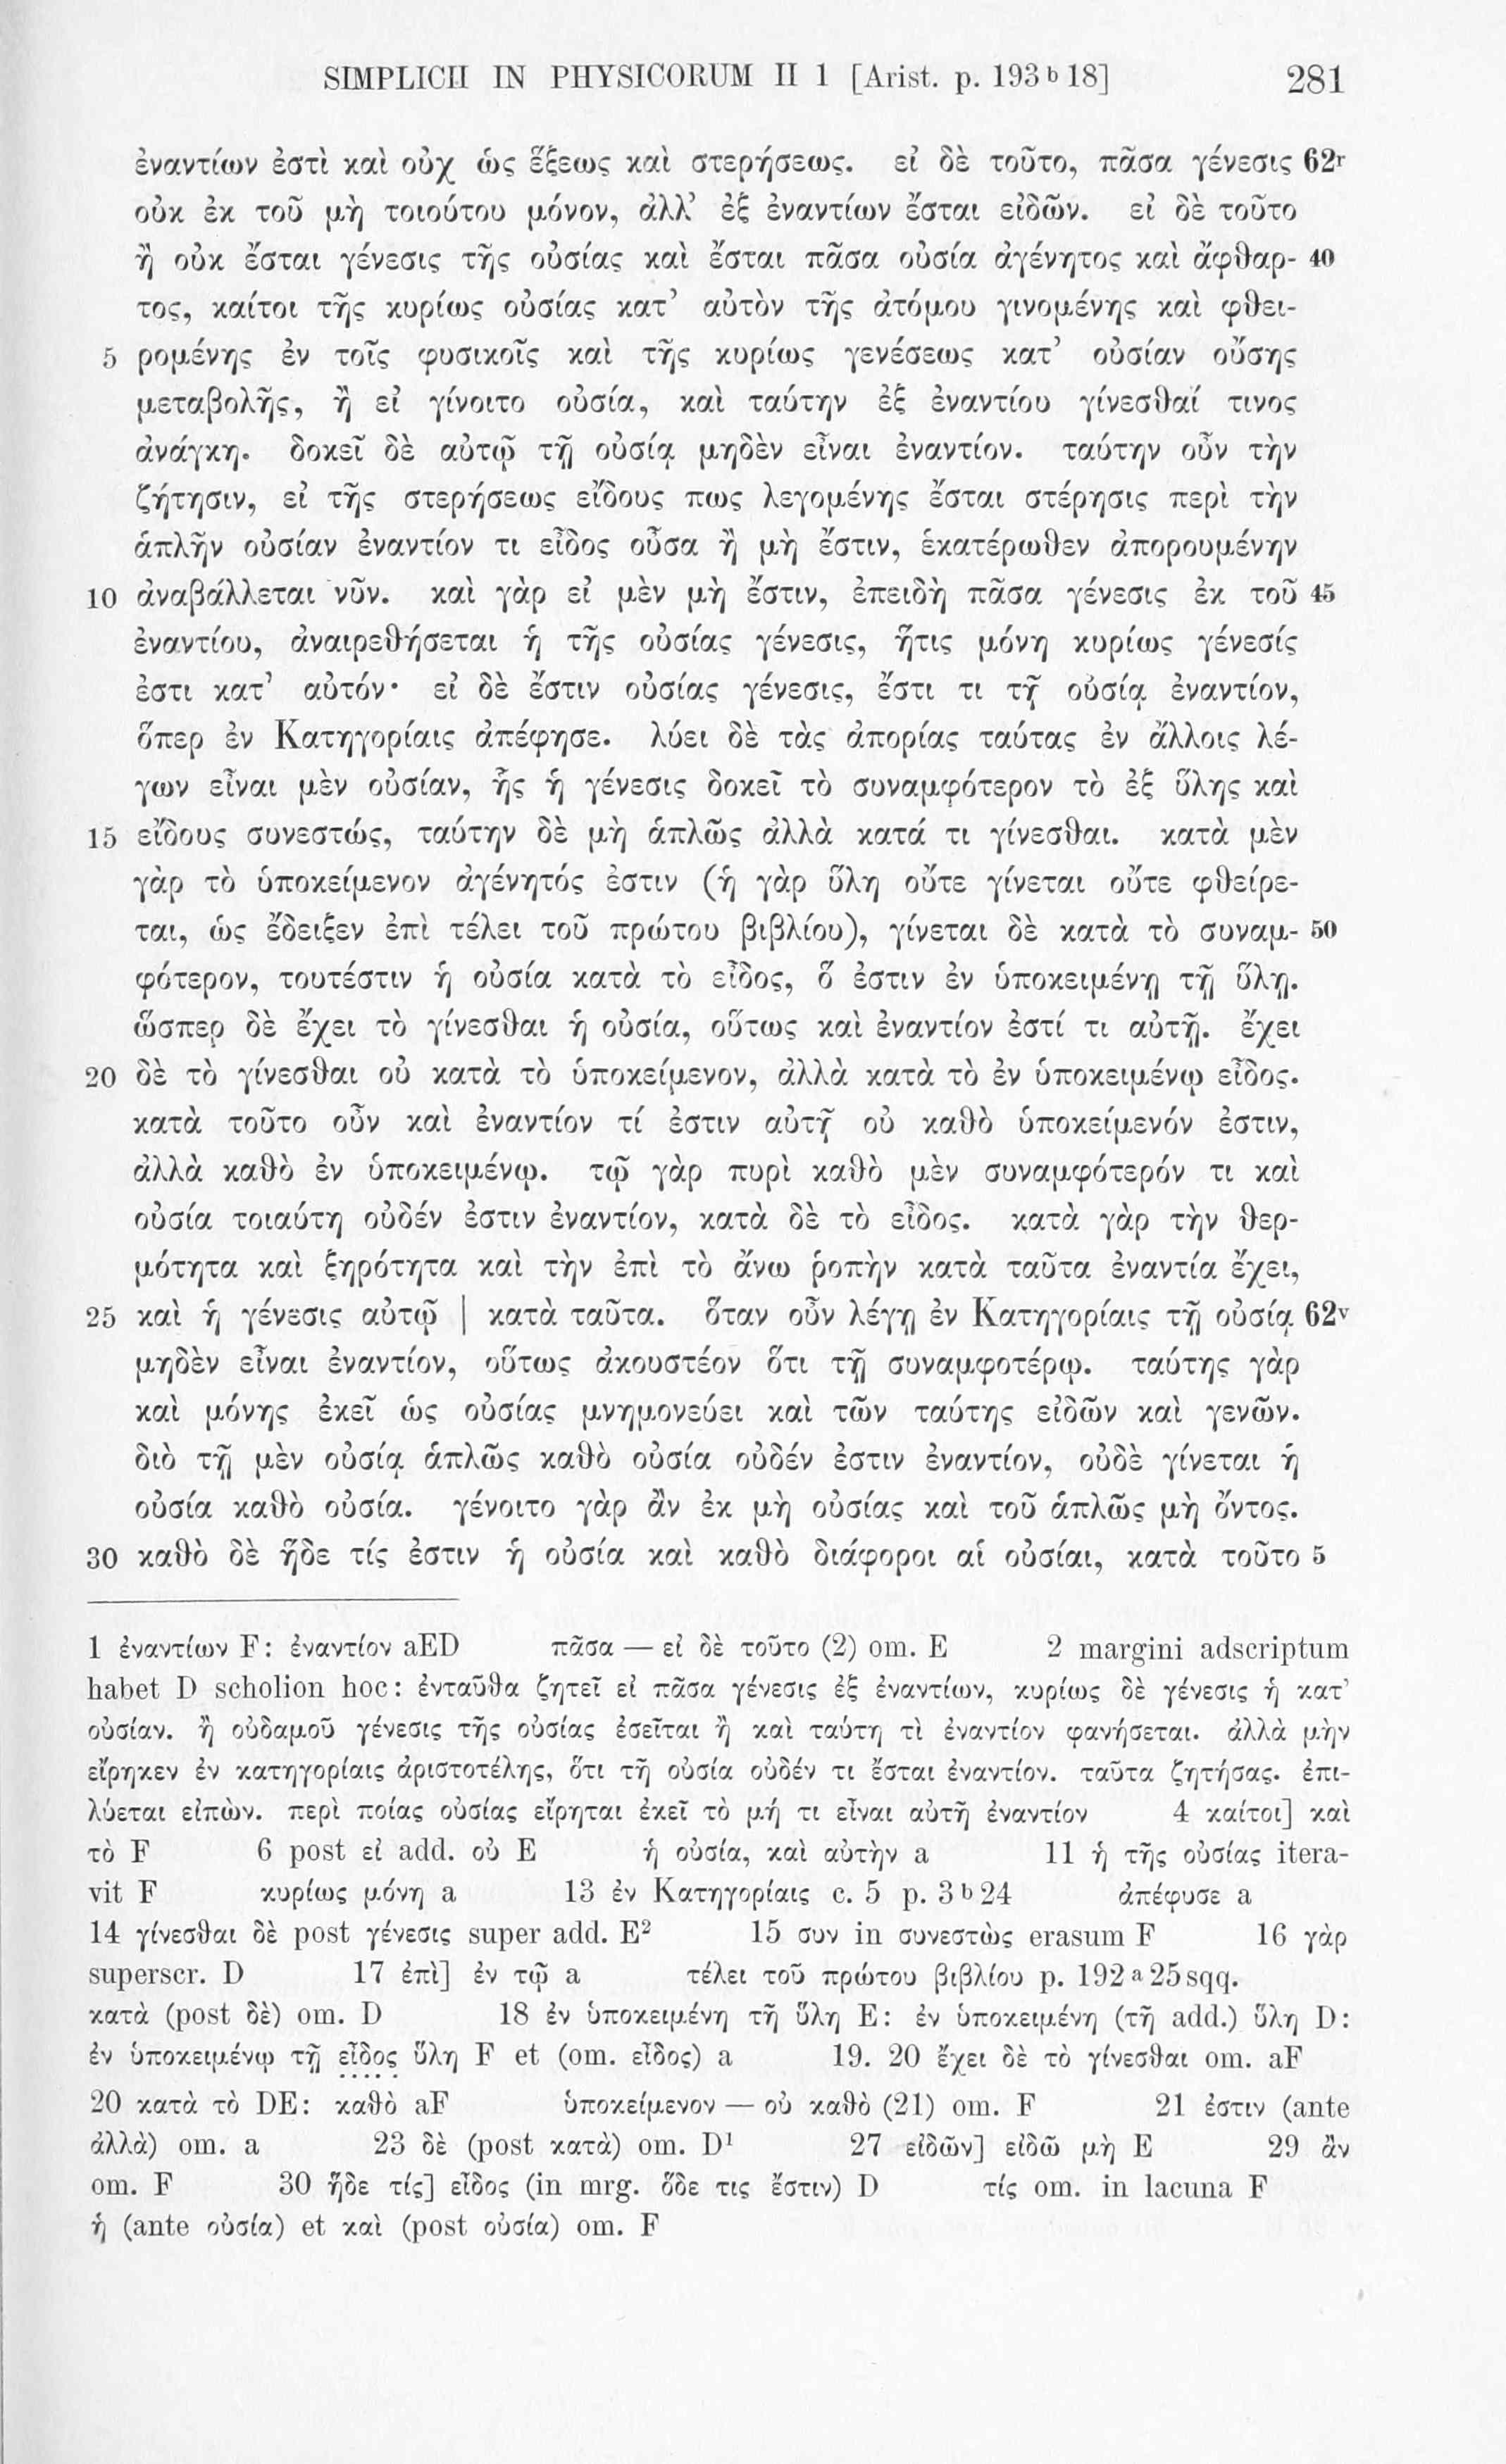 SIMPLICII IN PHYSICORUM II 1 [Arist. p. 193 b 18] 281
ἐναντίων ἐστὶ καὶ οὐχ ὡς ἕξεως καὶ στερήσεως. εἰ δὲ τοῦτο, πᾶσα γένεσις 62r
οὐκ ἐκ τοῦ μὴ τοιούτου μόνον, ἀλλ’ ἐξ ἐναντίων ἔσται εἰδῶν. εἰ δὲ τοῦτο
ἢ οὐκ ἔσται γένεσις τῆς οὐσίας καὶ ἔσται πᾶσα οὐσία ἀγένητος καὶ ἄφθαρ- 40
τος, καίτοι τῆς κυρίως οὐσίας κατ’ αὐτὸν τῆς ἀτόμου γινομένης καὶ φθει-
5 ρομένης ἐν τοῖς φυσικοῖς καὶ τῆς κυρίως γενέσεως κατ’ οὐσίαν οὔσης
μεταβολῆς, ἢ εἰ γίνοιτο οὐσία, καὶ ταύτην ἐξ ἐναντίου γίνεσθαί τινος
ἀνάγκη. δοκεῖ δὲ αὐτῷ τῇ οὐσίᾳ μηδὲν εἶναι ἐναντίον. ταύτην οὖν τὴν
ζήτησιν, εἰ τῆς στερήσεως εἴδους πως λεγομένης ἔσται στέρησις περὶ τὴν
ἁπλῆν οὐσίαν ἐναντίον τι εἶδος οὖσα ἢ μὴ ἔστιν, ἑκατέρωθεν ἀπορουμένην
10 ἀναβάλλεται νῦν. καὶ γὰρ εἰ μὲν μὴ ἔστιν, ἐπειδὴ πᾶσα γένεσις ἐκ τοῦ 45
ἐναντίου, ἀναιρεθήσεται ἡ τῆς οὐσίας γένεσις, ἥτις μόνη κυρίως γένεσίς
ἐστι κατ’ αὐτόν· εἰ δὲ ἔστιν οὐσίας γένεσις, ἔστι τι τῇ οὐσίᾳ ἐναντίον,
ὅπερ ἐν Κατηγορίαις ἀπέφησε. λύει δὲ τὰς ἀπορίας ταύτας ἐν ἄλλοις λέ-
γων εἶναι μὲν οὐσίαν, ἧς ἡ γένεσις δοκεῖ τὸ συναμφότερον τὸ ἐξ ὕλης καὶ
15 εἴδους συνεστώς, ταύτην δὲ μὴ ἁπλῶς ἀλλὰ κατά τι γίνεσθαι. κατὰ μὲν
γὰρ τὸ ὑποκείμενον ἀγένητός ἐστιν (ἡ γὰρ ὕλη οὔτε γίνεται οὔτε φθείρε-
ται, ὡς ἔδειξεν ἐπὶ τέλει τοῦ πρώτου βιβλίου), γίνεται δὲ κατὰ τὸ συναμ- 50
φότερον, τουτέστιν ἡ οὐσία κατὰ τὸ εἶδος, ὅ ἐστιν ἐν ὑποκειμένῃ τῇ ὕλῃ.
ὥσπερ δὲ ἔχει τὸ γίνεσθαι ἡ οὐσία, οὕτως καὶ ἐναντίον ἐστί τι αὐτῇ. ἔχει
20 δὲ τὸ γίνεσθαι οὐ κατὰ τὸ ὑποκείμενον, ἀλλὰ κατὰ τὸ ἐν ὑποκειμένῳ εἶδος.
κατὰ τοῦτο οὖν καὶ ἐναντίον τί ἐστιν αὐτῇ οὐ καθὸ ὑποκείμενόν ἐστιν,
ἀλλὰ καθὸ ἐν ὑποκειμένῳ. τῷ γὰρ πυρὶ καθὸ μὲν συναμφότερόν τι καὶ
οὐσία τοιαύτη οὐδέν ἐστιν ἐναντίον, κατὰ δὲ τὸ εἶδος. κατὰ γὰρ τὴν θερ-
μότητα καὶ ξηρότητα καὶ τὴν ἐπὶ τὸ ἄνω ῥοπὴν κατὰ ταῦτα ἐναντία ἔχει,
25 καὶ ἡ γένεσις αὐτῷ | κατὰ ταῦτα. ὅταν οὖν λέγῃ ἐν Κατηγορίαις τῇ οὐσίᾳ 62v
μηδὲν εἶναι ἐναντίον, οὕτως ἀκουστέον ὅτι τῇ συναμφοτέρῳ. ταύτης γὰρ
καὶ μόνης ἐκεῖ ὡς οὐσίας μνημονεύει καὶ τῶν ταύτης εἰδῶν καὶ γενῶν.
διὸ τῇ μὲν οὐσίᾳ ἁπλῶς καθὸ οὐσία οὐδέν ἐστιν ἐναντίον, οὐδὲ γίνεται ἡ
οὐσία καθὸ οὐσία. γένοιτο γὰρ ἂν ἐκ μὴ οὐσίας καὶ τοῦ ἁπλῶς μὴ ὄντος.
30 καθὸ δὲ ἥδε τίς ἐστιν ἡ οὐσία καὶ καθὸ διάφοροι αἱ οὐσίαι, κατὰ τοῦτο 5
1 ἐναντίων F: ἐναντίον aED πᾶσα — εἰ δὲ τοῦτο (2) om. E 2 margini adscriptum
habet D scholion hoc: ἐνταῦθα ζητεῖ εἰ πᾶσα γένεσις ἐξ ἐναντίων, κυρίως δὲ γένεσις ἡ κατ’
οὐσίαν. ἢ οὐδαμοῦ γένεσις τῆς οὐσίας ἐσεῖται ἢ καὶ ταύτη τὶ ἐναντίον φανήσεται. ἀλλὰ μὴν
εἴρηκεν ἐν κατηγορίαις ἀριστοτέλης, ὅτι τῆ οὐσία οὐδέν τι ἔσται ἐναντίον. ταῦτα ζητήσας. ἐπι-
λύεται εἰπὼν. περὶ ποίας οὐσίας εἴρηται ἐκεῖ τὸ μή τι εἶναι αὐτῆ ἐναντίον 4 καίτοι] καὶ
τὸ F 6 post εἰ add. οὐ E ἡ οὐσία, καὶ αὐτὴν a 11 ἡ τῆς οὐσίας itera-
vit F κυρίως μόνη a 13 ἐν Κατηγορίαις c. 5 p. 3 b 24 ἀπέφυσε a
14 γίνεσθαι δὲ post γένεσις super add. E² 15 συν in συνεστὼς erasum F 16 γὰρ
superscr. D 17 ἐπὶ] ἐν τῷ a τέλει τοῦ πρώτου βιβλίου p. 192 a 25 sqq.
κατὰ (post δὲ) om. D 18 ἐν ὑποκειμένη τῆ ὕλη E: ἐν ὑποκειμένη (τῆ add.) ὕλη D:
ἐν ὑποκειμένῳ τῇ εἶδος ὕλη F et (om. εἶδος) a 19. 20 ἔχει δὲ τὸ γίνεσθαι om. aF
20 κατὰ τὸ DE: καθὸ aF ὑποκείμενον — οὐ καθὸ (21) om. F 21 ἐστιν (ante
ἀλλὰ) om. a 23 δὲ (post κατὰ) om. D¹ 27 εἰδῶν] εἰδῶ μὴ E 29 ἂν
om. F 30 ἥδε τίς] εἶδος (in mrg. ὅδε τις ἔστιν) D τίς om. in lacuna F
ἡ (ante οὐσία) et καὶ (post οὐσία) om. F